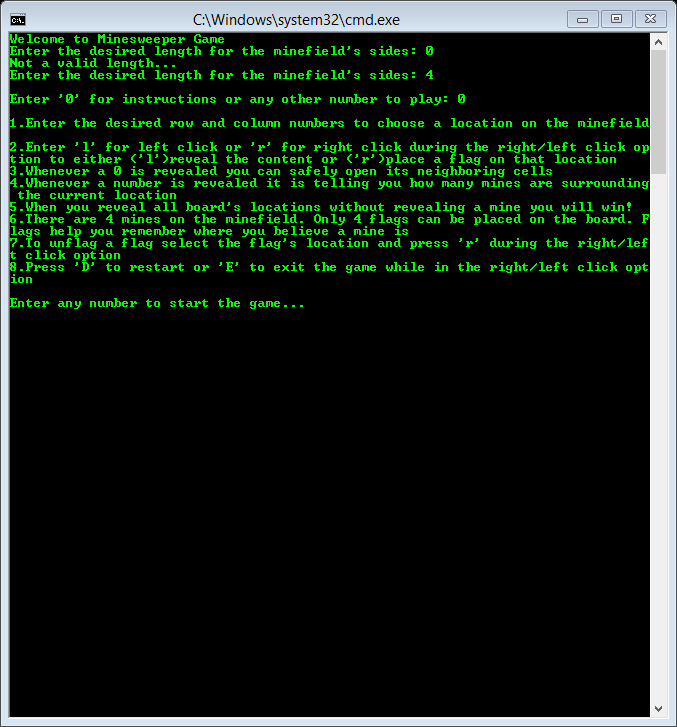 C:\Windows\system32\cmd.exe
Welcome to Minesweeper Game
Enter the desired length for the minefield's sides: 0
Not a valid length...
Enter the desired length for the minefield's sides: 4
Enter '0' for instructions or any other number to play: 0
1.Enter the desired row and column numbers to choose a location on the minefield
2.Enter 'l' for left click or 'r' for right click during the right/left click op
tion to either ('l')reveal the content or ('r')place a flag on that location
3.Whenever a 0 is revealed you can safely open its neighboring cells
4.Whenever a number is revealed it is telling you how many mines are surrounding
the current location
5.When you reveal all board's locations without revealing a mine you will win!
6.There are 4 mines on the minefield. Only 4 flags can be placed on the board. F
lags help you remember where you believe a mine is
7.To unflag a flag select the flag's location and press 'r' during the right/lef
t click option
8.Press 'D' to restart or 'E' to exit the game while in the right/left click opt
ion
Enter any number to start the game...